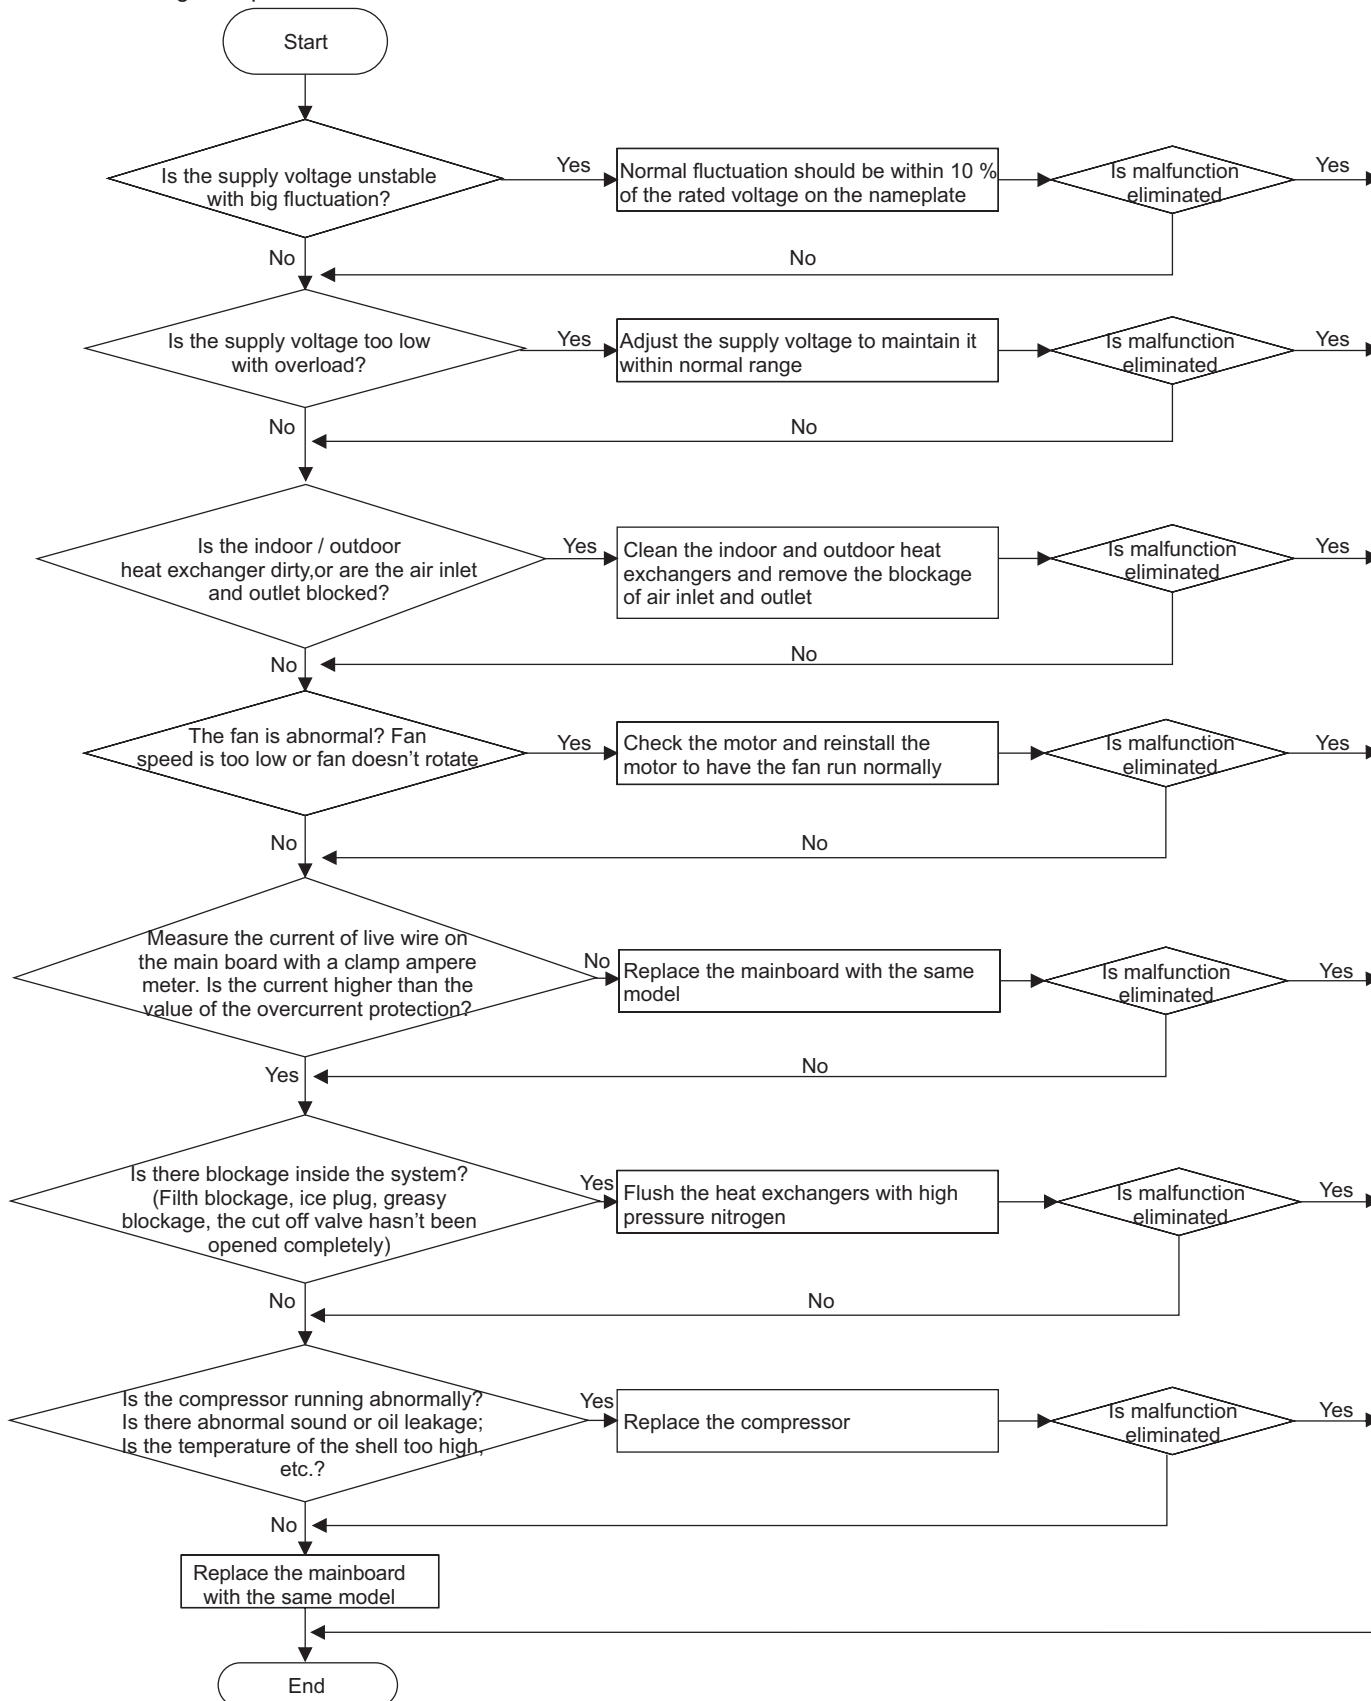 Start
Is the supply voltage unstable
with big fluctuation?
Yes
Normal fluctuation should be within 10 %
of the rated voltage on the nameplate
Is malfunction
eliminated
Yes
No
No
Is the supply voltage too low
with overload?
Yes
Adjust the supply voltage to maintain it
within normal range
Is malfunction
eliminated
Yes
No
No
Is the indoor / outdoor
heat exchanger dirty,or are the air inlet
and outlet blocked?
Yes
Clean the indoor and outdoor heat
exchangers and remove the blockage
of air inlet and outlet
Is malfunction
eliminated
Yes
No
No
The fan is abnormal? Fan
speed is too low or fan doesn’t rotate
Yes
Check the motor and reinstall the
motor to have the fan run normally
Is malfunction
eliminated
Yes
No
No
Measure the current of live wire on
the main board with a clamp ampere
meter. Is the current higher than the
value of the overcurrent protection?
No
Replace the mainboard with the same
model
Is malfunction
eliminated
Yes
Yes
No
Is there blockage inside the system?
(Filth blockage, ice plug, greasy
blockage, the cut off valve hasn’t been
opened completely)
Yes
Flush the heat exchangers with high
pressure nitrogen
Is malfunction
eliminated
Yes
No
No
Is the compressor running abnormally?
Is there abnormal sound or oil leakage;
Is the temperature of the shell too high,
etc.?
Yes
Replace the compressor
Is malfunction
eliminated
Yes
No
Replace the mainboard
with the same model
End